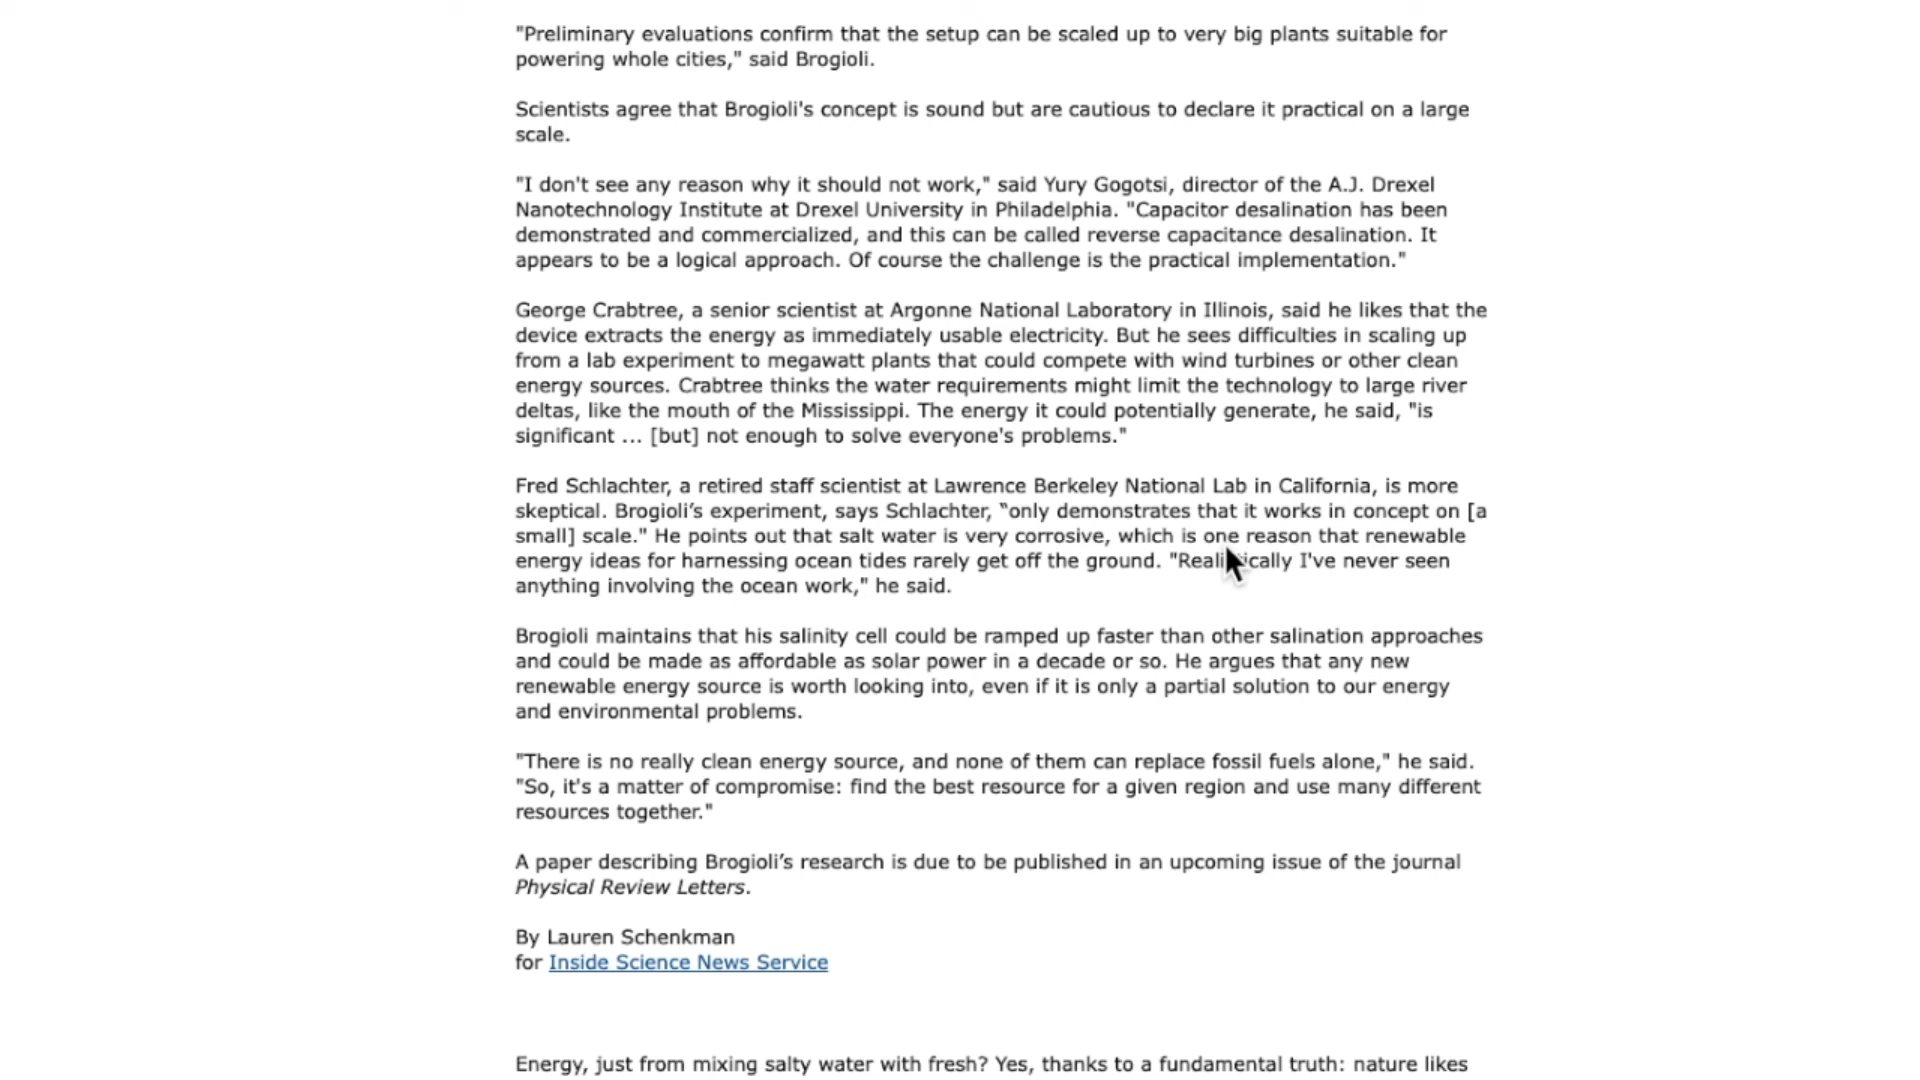 "Preliminary evaluations confirm that the setup can be scaled up to very big plants suitable for
powering whole cities," said Brogioli.
Scientists agree that Brogioli's concept is sound but are cautious to declare it practical on a large
scale.
"I don't see any reason why it should not work," said Yury Gogotsi, director of the A.J. Drexel
Nanotechnology Institute at Drexel University in Philadelphia. "Capacitor desalination has been
demonstrated and commercialized, and this can be called reverse capacitance desalination. It
appears to be a logical approach. Of course the challenge is the practical implementation."
George Crabtree, a senior scientist at Argonne National Laboratory in Illinois, said he likes that the
device extracts the energy as immediately usable electricity. But he sees difficulties in scaling up
from a lab experiment to megawatt plants that could compete with wind turbines or other clean
energy sources. Crabtree thinks the water requirements might limit the technology to large river
deltas, like the mouth of the Mississippi. The energy it could potentially generate, he said, "is
significant ... [but] not enough to solve everyone's problems."
Fred Schlachter, a retired staff scientist at Lawrence Berkeley National Lab in California, is more
skeptical. Brogioli’s experiment, says Schlachter, “only demonstrates that it works in concept on [a
small] scale." He points out that salt water is very corrosive, which is one reason that renewable
energy ideas for harnessing ocean tides rarely get off the ground. "Realistically I've never seen
anything involving the ocean work," he said.
Brogioli maintains that his salinity cell could be ramped up faster than other salination approaches
and could be made as affordable as solar power in a decade or so. He argues that any new
renewable energy source is worth looking into, even if it is only a partial solution to our energy
and environmental problems.
"There is no really clean energy source, and none of them can replace fossil fuels alone," he said.
"So, it's a matter of compromise: find the best resource for a given region and use many different
resources together."
A paper describing Brogioli’s research is due to be published in an upcoming issue of the journal
Physical Review Letters.
By Lauren Schenkman
for Inside Science News Service
Energy, just from mixing salty water with fresh? Yes, thanks to a fundamental truth: nature likes